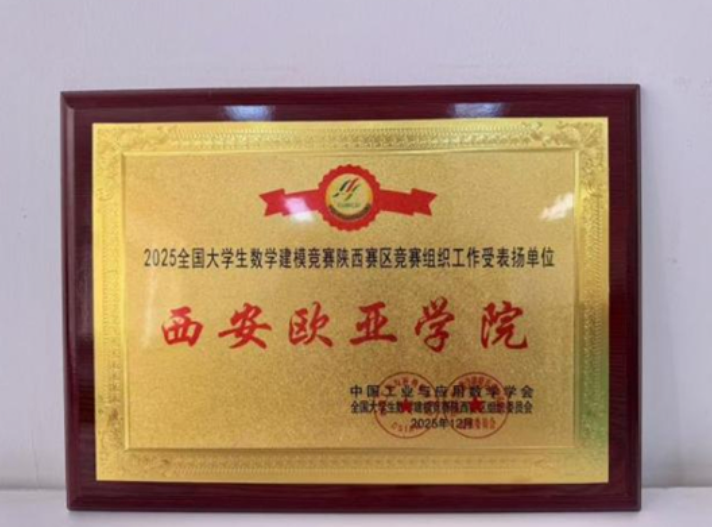 2025全国大学生数学建模竞赛陕西赛区竞赛组织工作受表扬单位
西安欧亚学院
中国工业与应用数学学会
全国大学生数学建模竞赛陕西赛区组织委员会
2025年12月